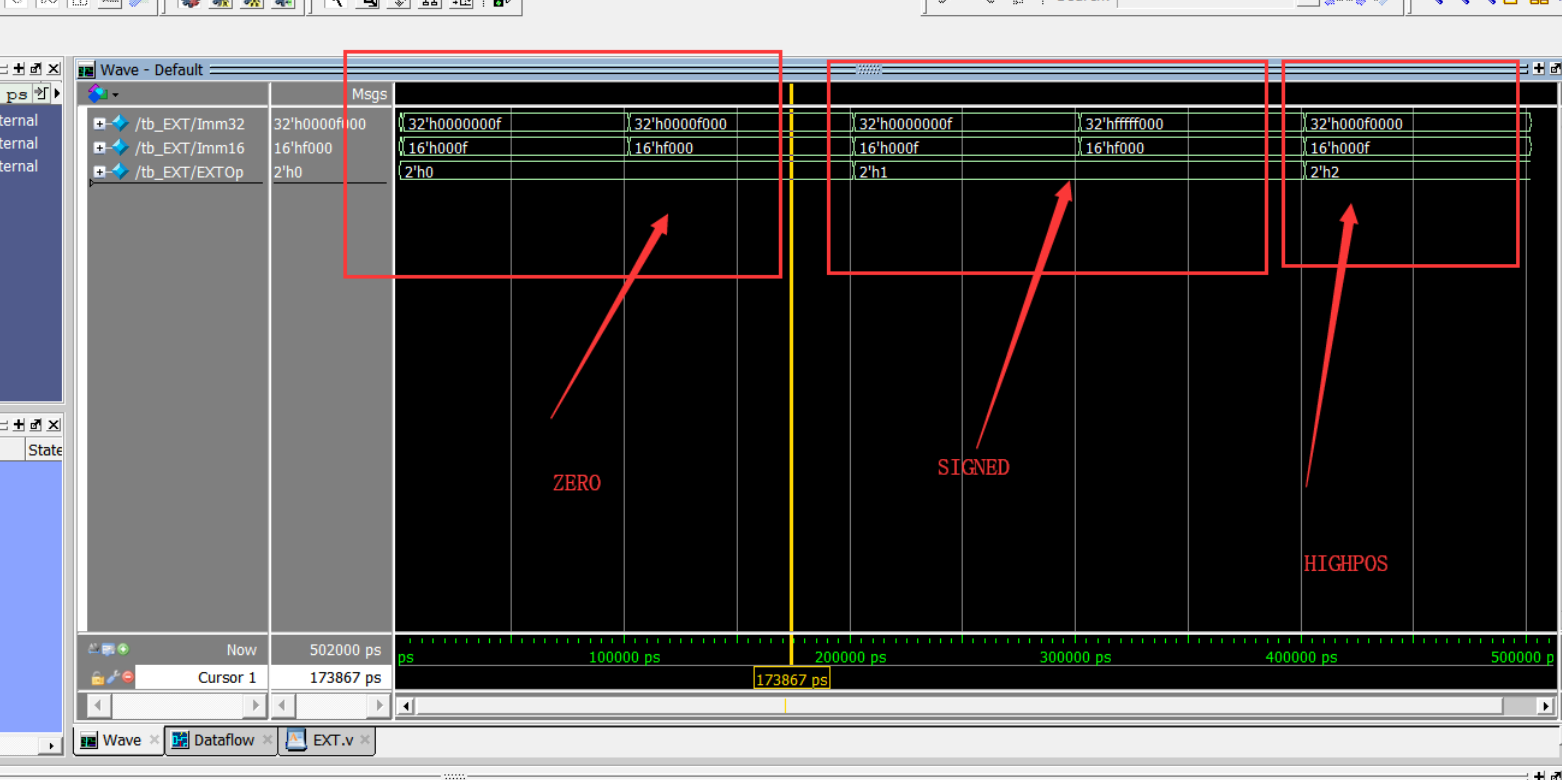 Wave - Default
ps
Msgs
ternal
ternal
ternal
/tb_EXT/Imm32 32'h0000f000 32'h0000000f 32'h0000f000 32'h0000000f 32'hfffff000 32'h000f0000
/tb_EXT/Imm16 16'hf000 16'h000f 16'hf000 16'h000f 16'hf000 16'h000f
/tb_EXT/EXTOp 2'h0 2'h0 2'h1 2'h2
State
ZERO
SIGNED
HIGHPOS
Now 502000 ps
ps 100000 ps 200000 ps 300000 ps 400000 ps 500000 p
Cursor 1 173867 ps 173867 ps
Wave Dataflow EXT.v